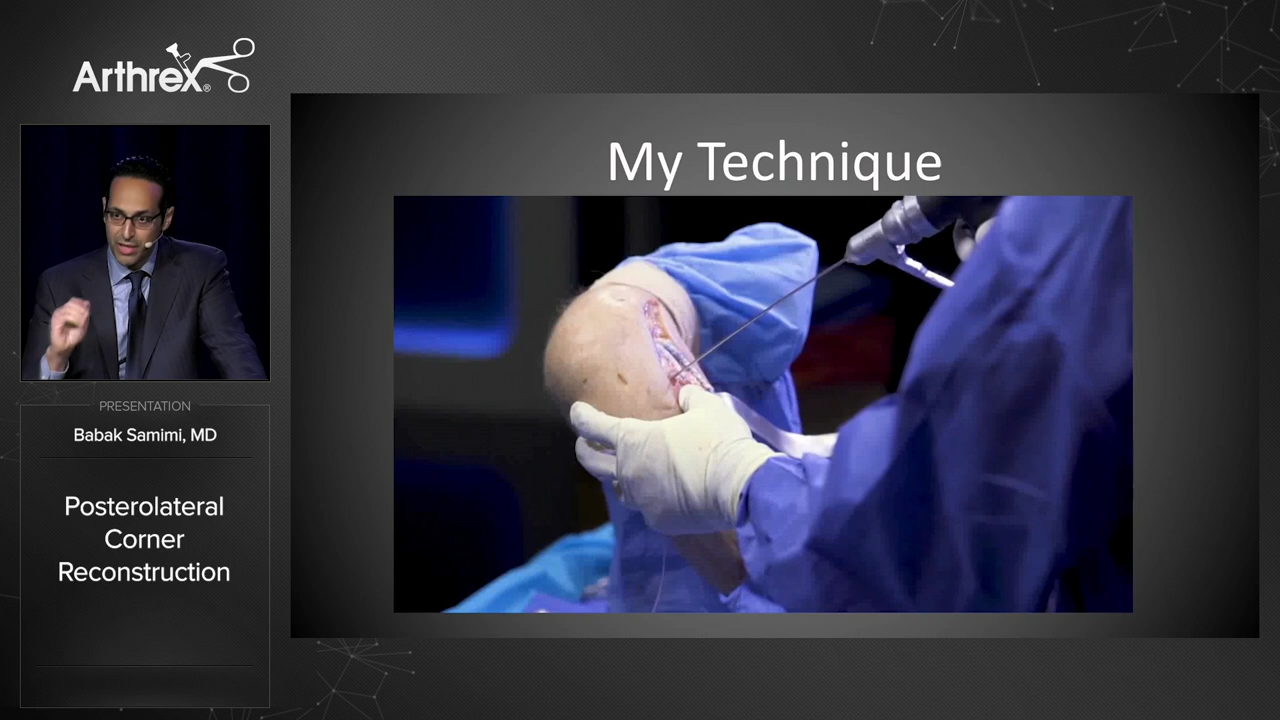 Arthrex®
PRESENTATION
Babak Samimi, MD
Posterolateral
Corner
Reconstruction
My Technique